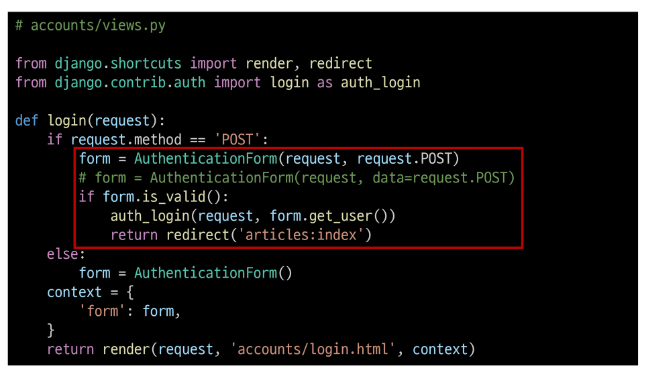 # accounts/views.py
from django.shortcuts import render, redirect
from django.contrib.auth import login as auth_login
def login(request):
    if request.method == 'POST':
        form = AuthenticationForm(request, request.POST)
        # form = AuthenticationForm(request, data=request.POST)
        if form.is_valid():
            auth_login(request, form.get_user())
            return redirect('articles:index')
    else:
        form = AuthenticationForm()
    context = {
        'form': form,
    }
    return render(request, 'accounts/login.html', context)